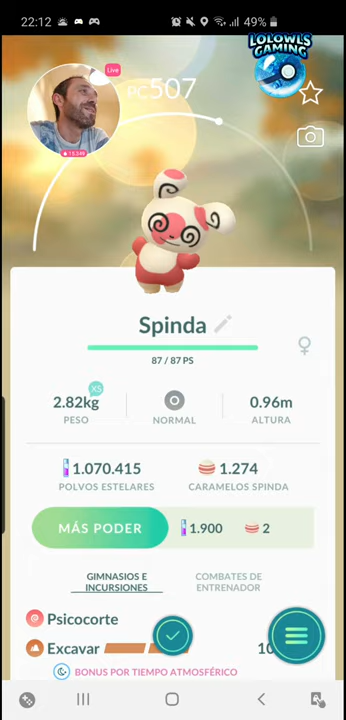 22:12
49%
LOLOWLS
GAMING
Live
PC507
Spinda
87 / 87 PS
XS
2.82kg
PESO
NORMAL
0.96m
ALTURA
1.070.415
POLVOS ESTELARES
1.274
CARAMELOS SPINDA
MÁS PODER
1.900
2
GIMNASIOS E
INCURSIONES
COMBATES DE
ENTRENADOR
Psicocorte
Excavar
BONUS POR TIEMPO ATMOSFÉRICO